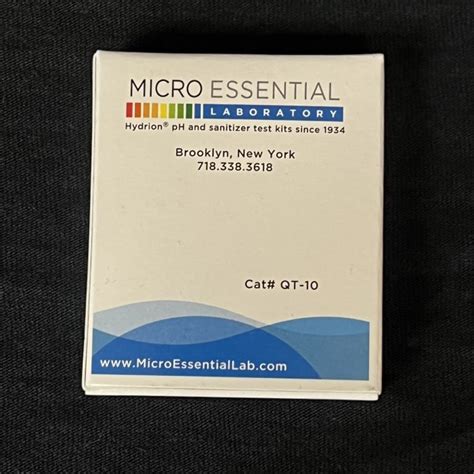 MICRO ESSENTIAL
LABORATORY
Hydrion® pH and sanitizer test kits since 1934
Brooklyn, New York
718.338.3618
Cat# QT-10
www.MicroEssentialLab.com